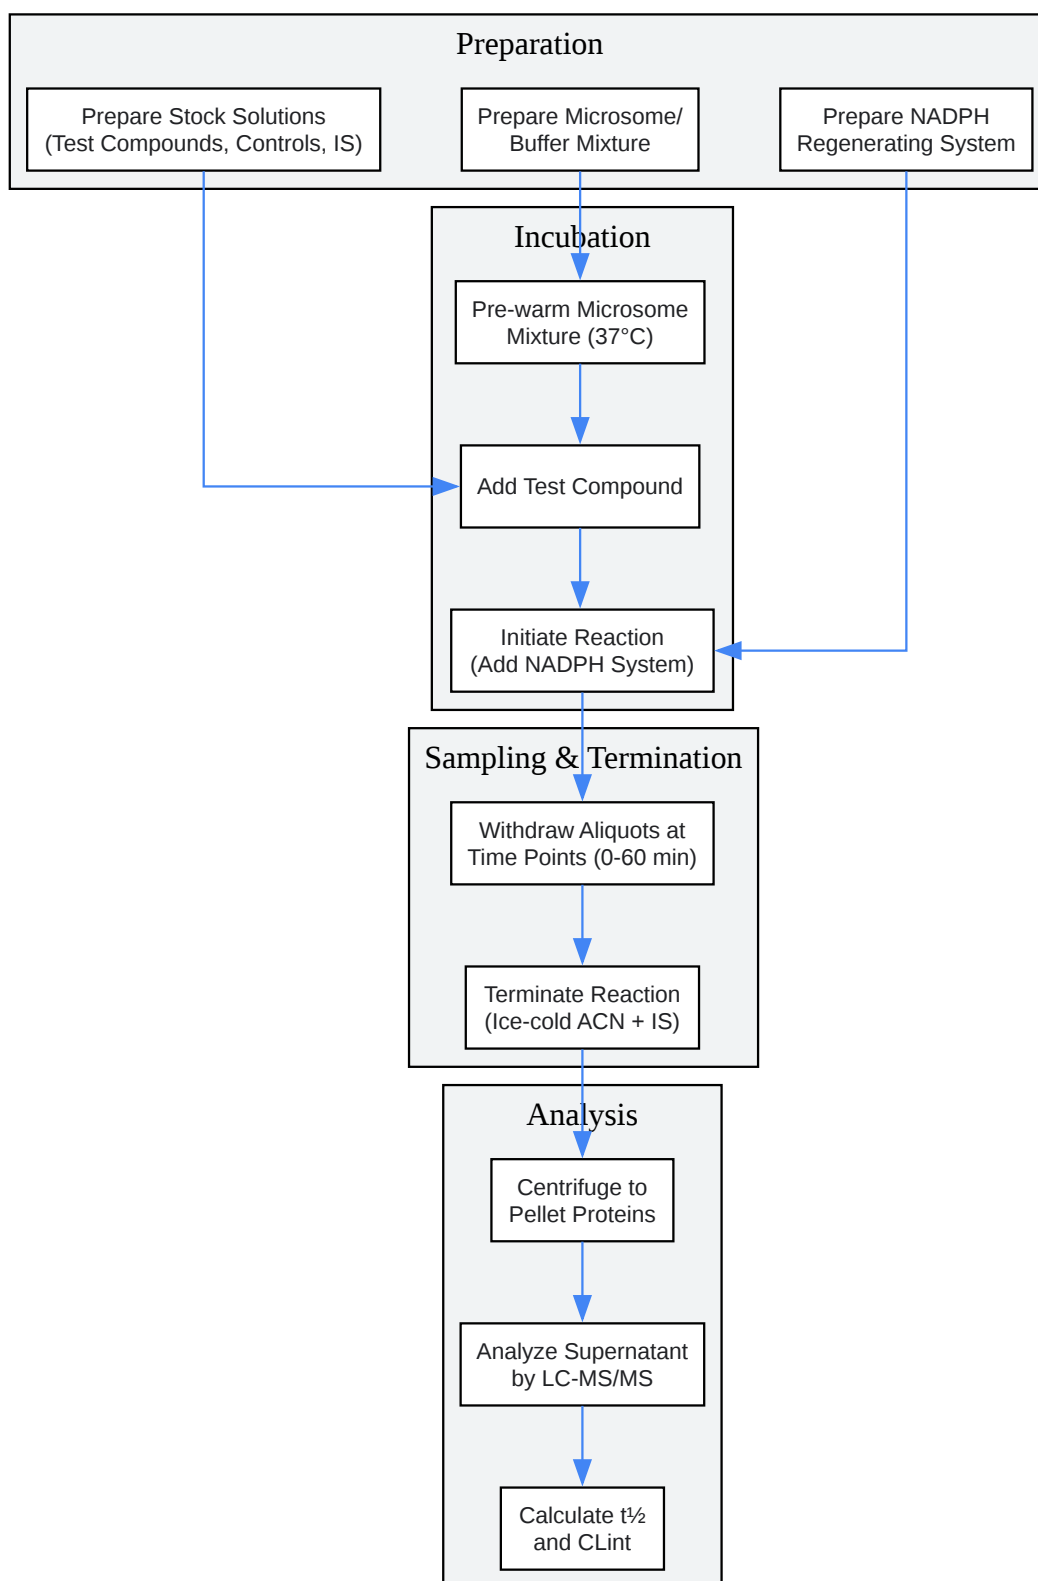 Preparation
Prepare Stock Solutions
(Test Compounds, Controls, IS)
Prepare Microsome/
Buffer Mixture
Prepare NADPH
Regenerating System
Incubation
Pre-warm Microsome
Mixture (37°C)
Add Test Compound
Initiate Reaction
(Add NADPH System)
Sampling & Termination
Withdraw Aliquots at
Time Points (0-60 min)
Terminate Reaction
(Ice-cold ACN + IS)
Analysis
Centrifuge to
Pellet Proteins
Analyze Supernatant
by LC-MS/MS
Calculate t½
and CLint